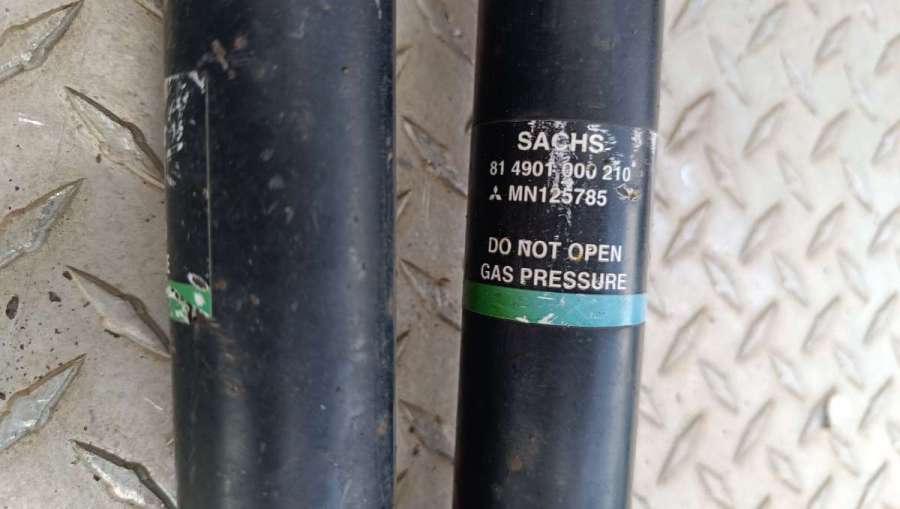 SACHS
81 4901 000 210
MN125785
DO NOT OPEN
GAS PRESSURE